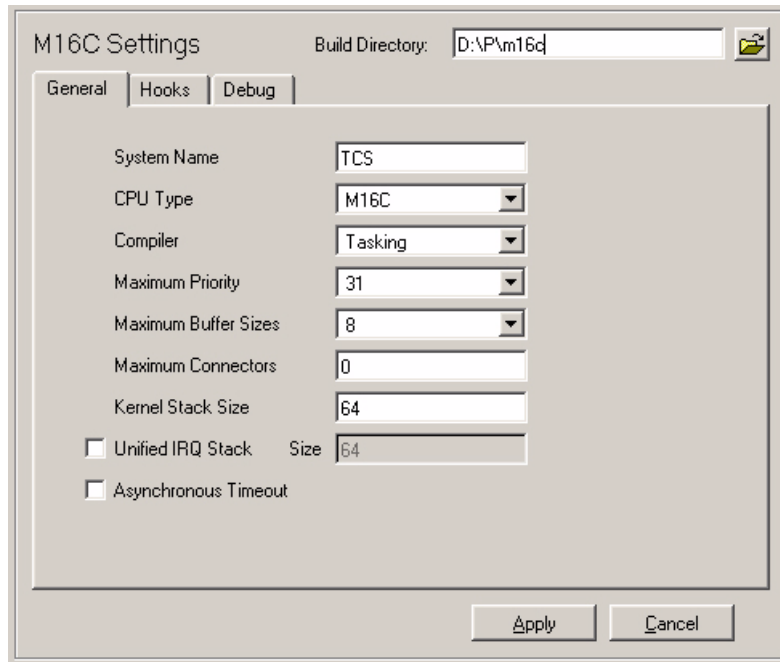 M16C Settings Build Directory: D:\P\m16c
General Hooks Debug
System Name TCS
CPU Type M16C
Compiler Tasking
Maximum Priority 31
Maximum Buffer Sizes 8
Maximum Connectors 0
Kernel Stack Size 64
Unified IRQ Stack Size 64
Asynchronous Timeout
Apply Cancel